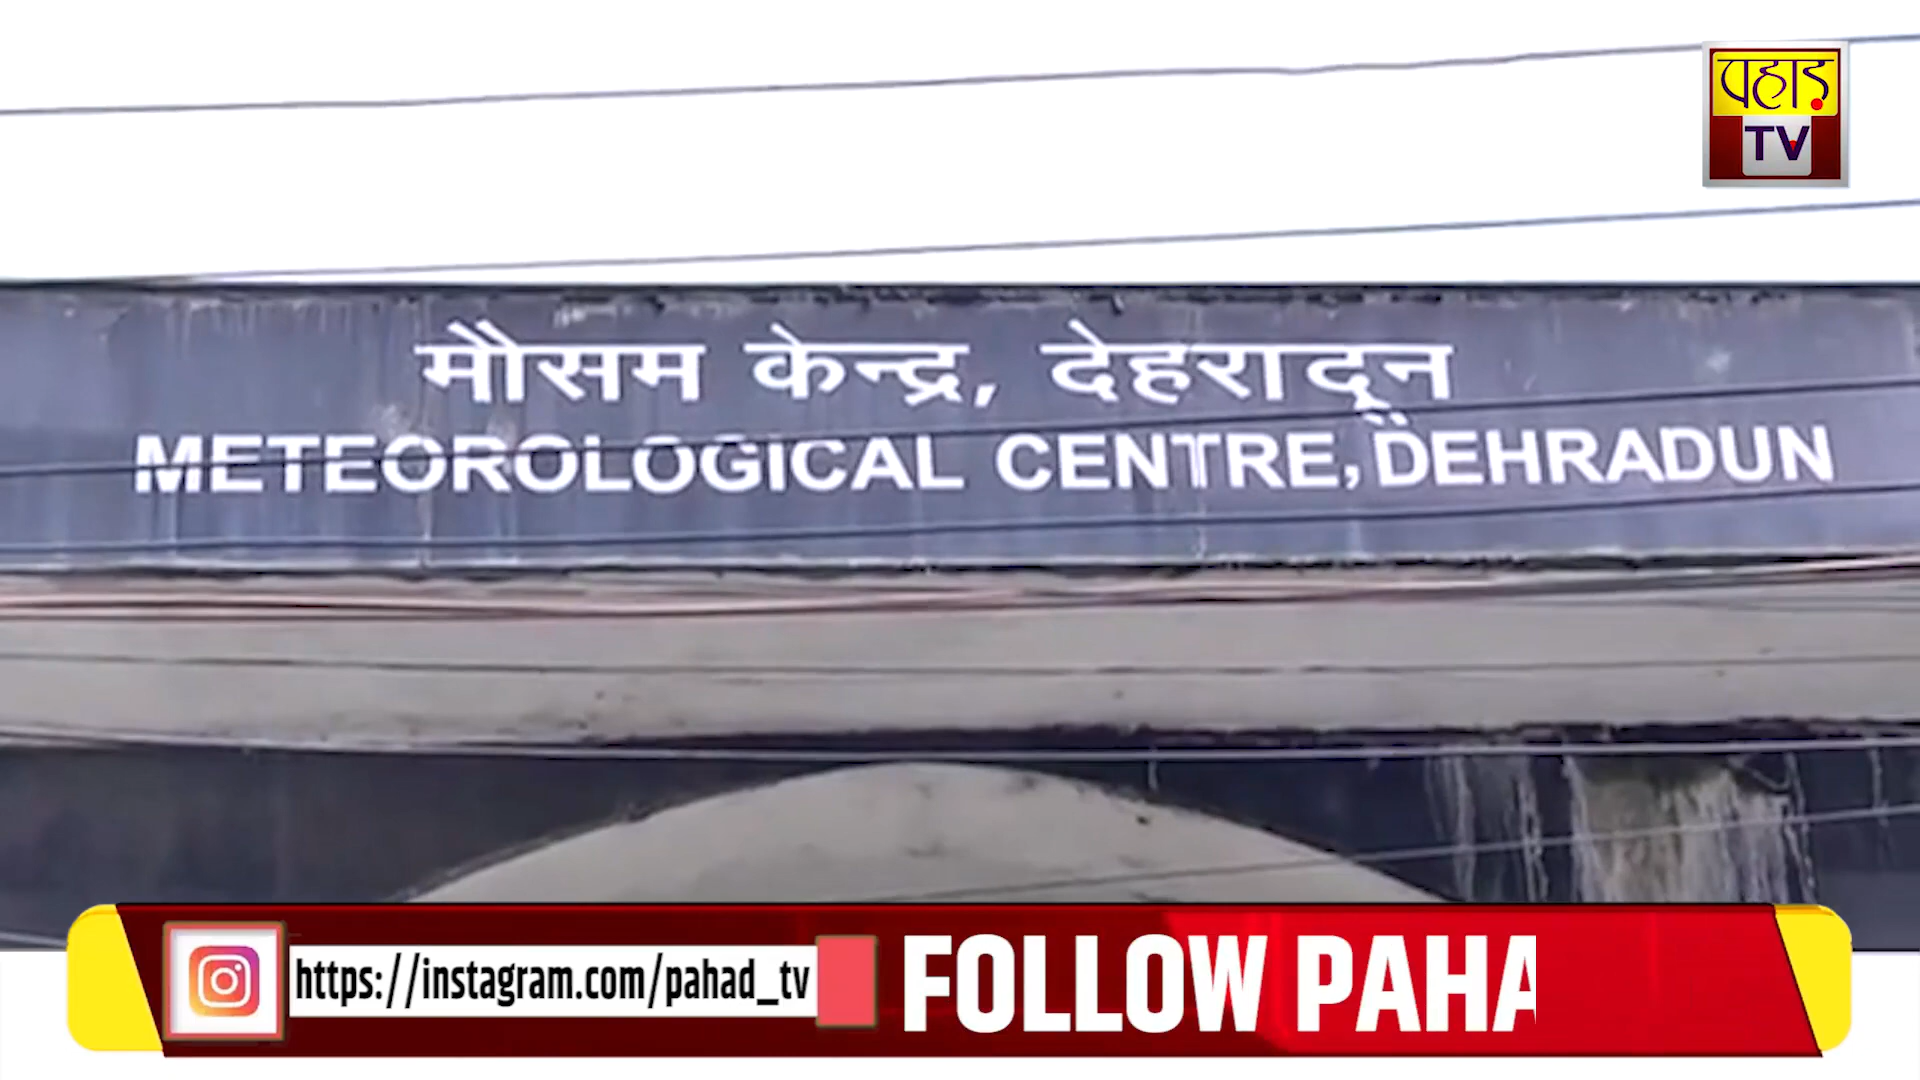 पहाड़
TV
मौसम केन्द्र, देहरादून
METEOROLOGICAL CENTRE, DEHRADUN
https://instagram.com/pahad_tv
FOLLOW PAHA